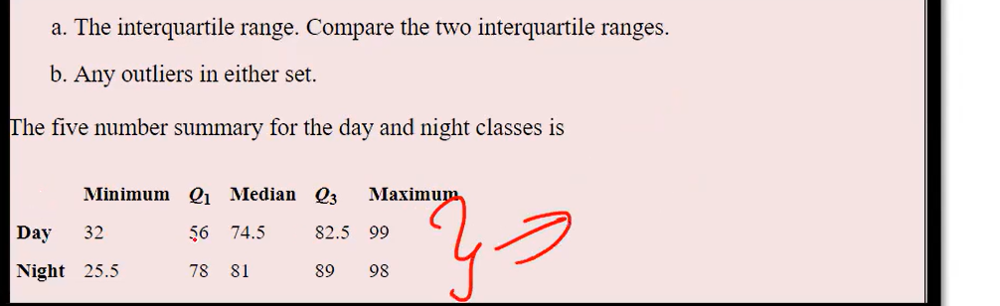 a. The interquartile range. Compare the two interquartile ranges.
b. Any outliers in either set.
The five number summary for the day and night classes is
Minimum Q1 Median Q3 Maximum
Day 32 56 74.5 82.5 99
Night 25.5 78 81 89 98